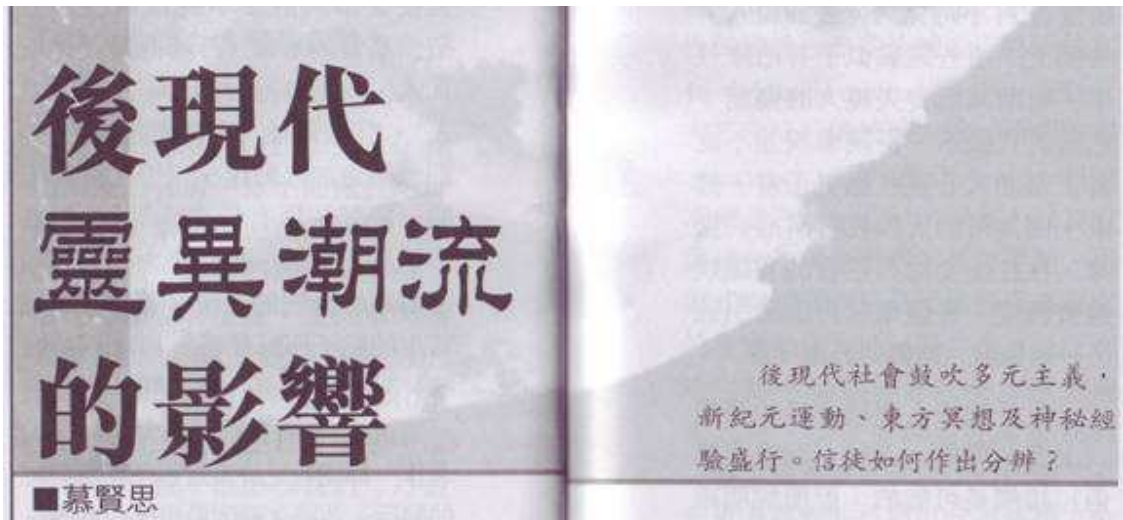 後現代
靈異潮流
的影響
■慕賢思
後現代社會鼓吹多元主義，
新紀元運動、東方冥想及神秘經
驗盛行。信徒如何作出分辨？